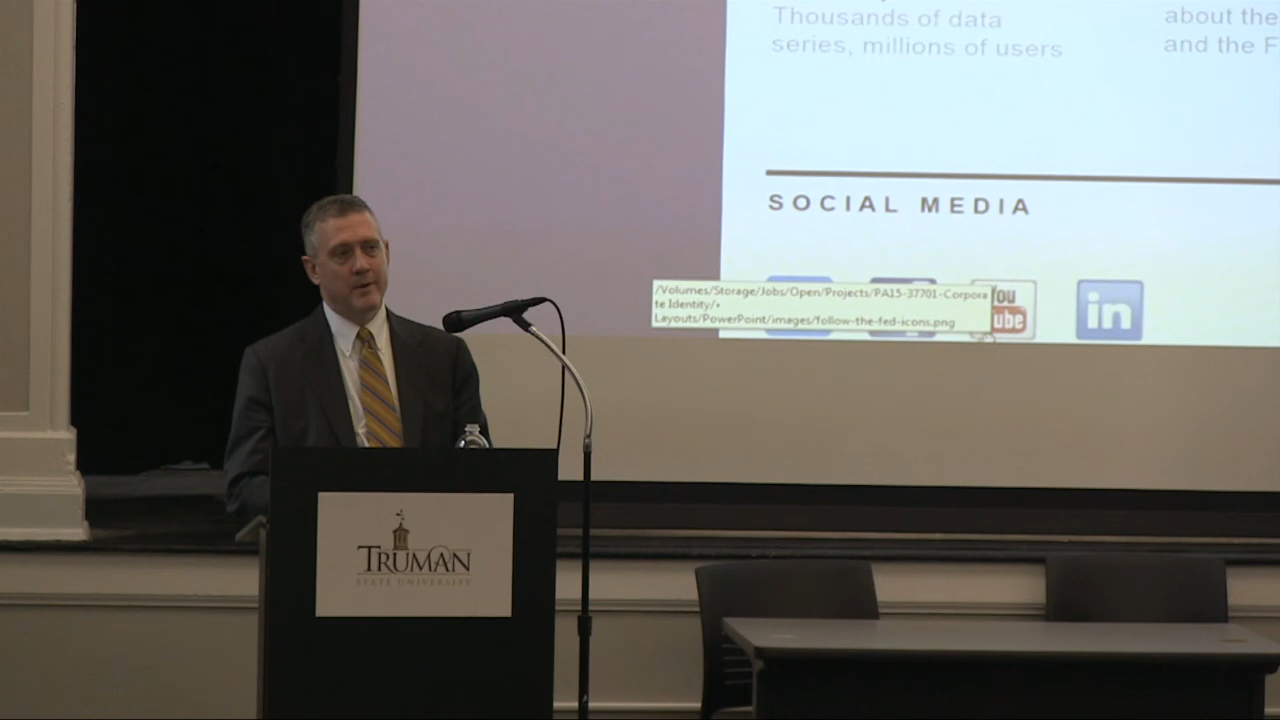 Thousands of data
series, millions of users
about the
and the F
SOCIAL MEDIA
/Volumes/Storage/Jobs/Open/Projects/PA15-37701-Corpora
te Identity/•
Layouts/PowerPoint/images/follow-the-fed-icons.png
You
ube
in
TRUMAN
STATE UNIVERSITY